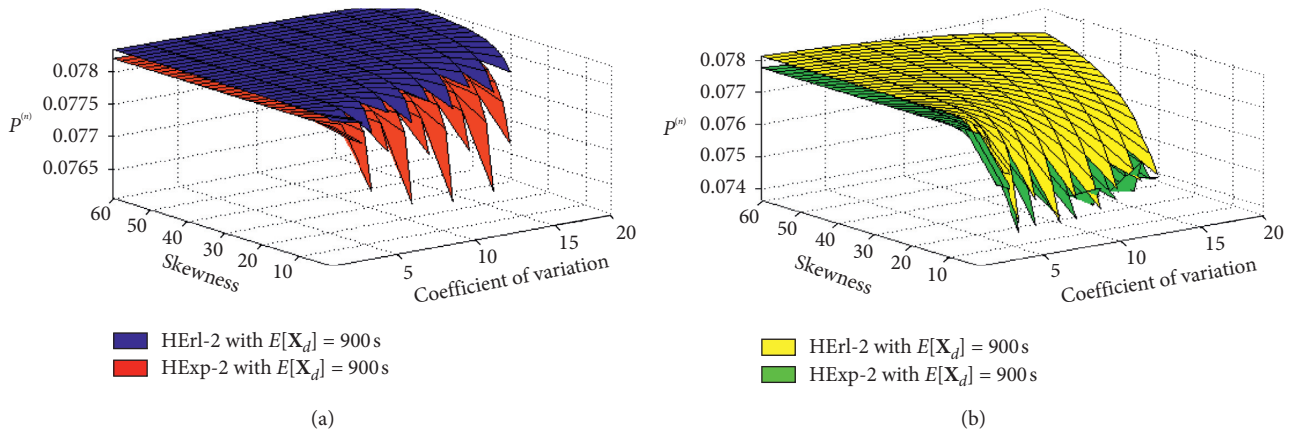 0.078
0.0775
P^(n)
0.077
0.0765
60
50
40
30
20
10
Skewness
5
10
15
20
Coefficient of variation
HErl-2 with E[X_d] = 900 s
HExp-2 with E[X_d] = 900 s
(a)
0.078
0.077
P^(n)
0.076
0.075
0.074
60
50
40
30
20
10
Skewness
5
10
15
20
Coefficient of variation
HErl-2 with E[X_d] = 900 s
HExp-2 with E[X_d] = 900 s
(b)